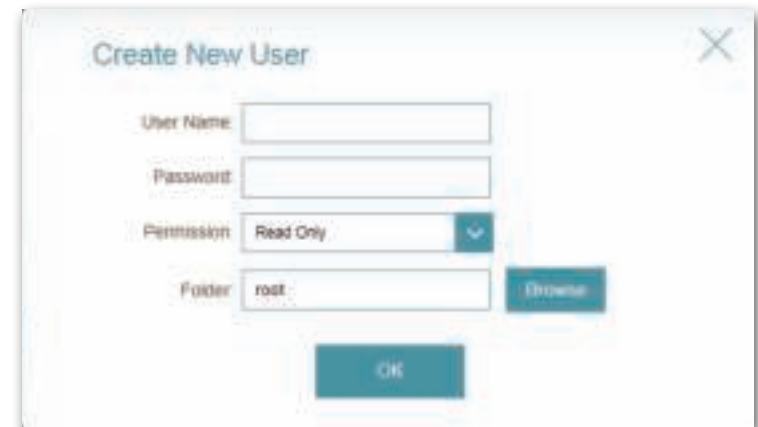 Create New User
User Name
Password
Permission Read Only
Folder root Browse
OK